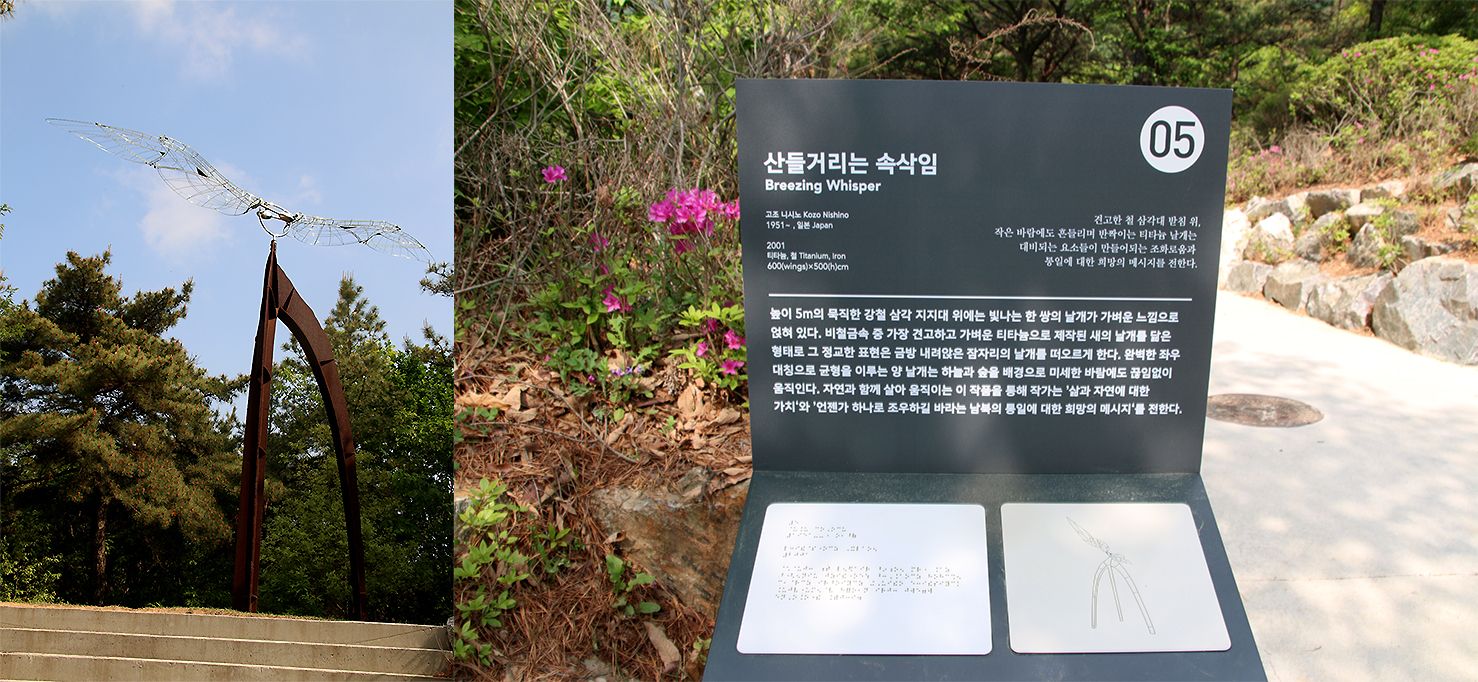 05
산들거리는 속삭임
Breezing Whisper
고조 니시노 Kozo Nishino
1951~ , 일본 Japan
2001
티타늄, 철 Titanium, Iron
600(wings)×500(h)cm
견고한 철 삼각대 받침 위,
작은 바람에도 흔들리며 반짝이는 티타늄 날개는
대비되는 요소들이 만들어내는 조화로움과
통일에 대한 희망의 메시지를 전한다.
높이 5m의 묵직한 강철 삼각 지지대 위에는 빛나는 한 쌍의 날개가 가벼운 느낌으로
얹혀 있다. 비철금속 중 가장 견고하고 가벼운 티타늄으로 제작된 새의 날개를 닮은
형태로 그 정교한 표현은 금방 내려앉은 잠자리의 날개를 떠오르게 한다. 완벽한 좌우
대칭으로 균형을 이루는 양 날개는 하늘과 숲을 배경으로 미세한 바람에도 끊임없이
움직인다. 자연과 함께 살아 움직이는 이 작품을 통해 작가는 '삶과 자연에 대한
가치'와 '언젠가 하나로 조우하길 바라는 남북의 통일에 대한 희망의 메시지'를 전한다.